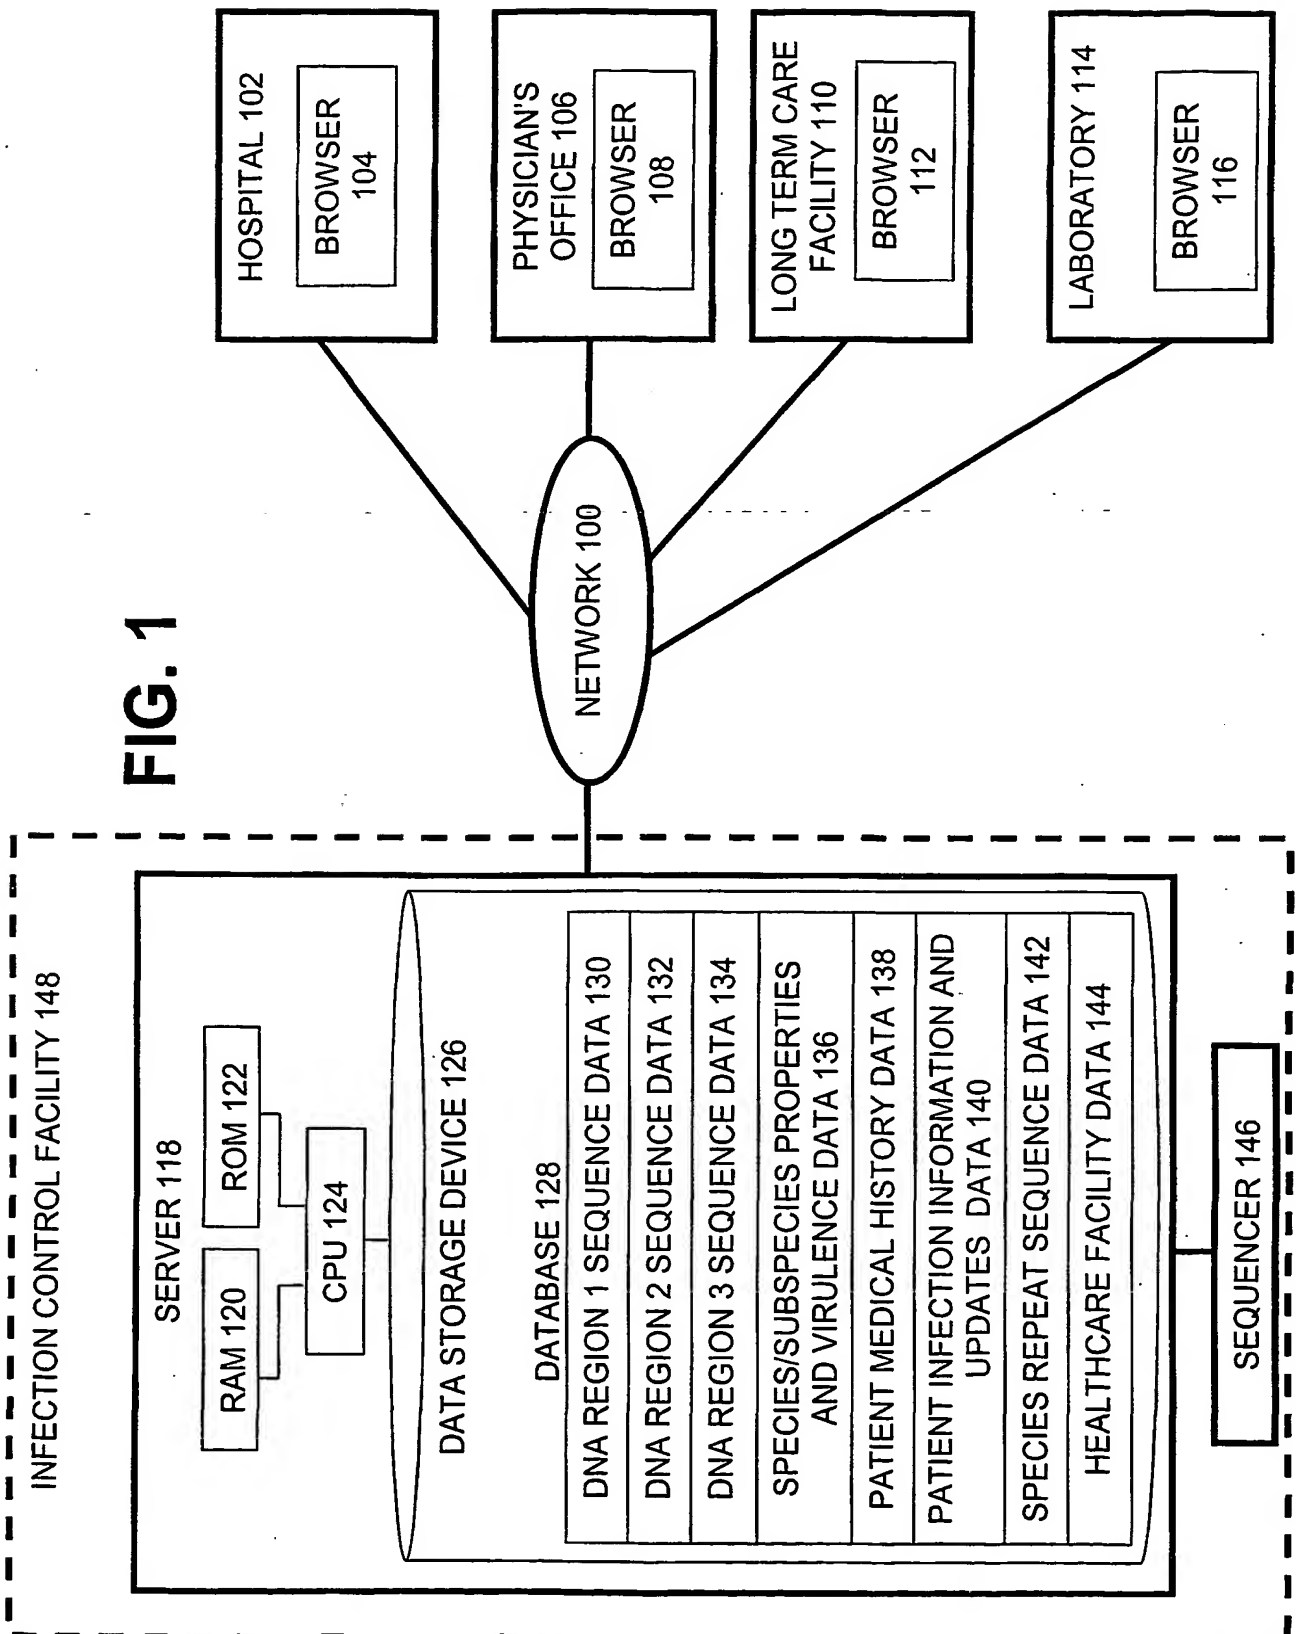 FIG. 1
INFECTION CONTROL FACILITY 148
SERVER 118
RAM 120
ROM 122
CPU 124
DATA STORAGE DEVICE 126
DATABASE 128
DNA REGION 1 SEQUENCE DATA 130
DNA REGION 2 SEQUENCE DATA 132
DNA REGION 3 SEQUENCE DATA 134
SPECIES/SUBSPECIES PROPERTIES
AND VIRULENCE DATA 136
PATIENT MEDICAL HISTORY DATA 138
PATIENT INFECTION INFORMATION AND
UPDATES DATA 140
SPECIES REPEAT SEQUENCE DATA 142
HEALTHCARE FACILITY DATA 144
SEQUENCER 146
NETWORK 100
HOSPITAL 102
BROWSER
104
PHYSICIAN'S
OFFICE 106
BROWSER
108
LONG TERM CARE
FACILITY 110
BROWSER
112
LABORATORY 114
BROWSER
116